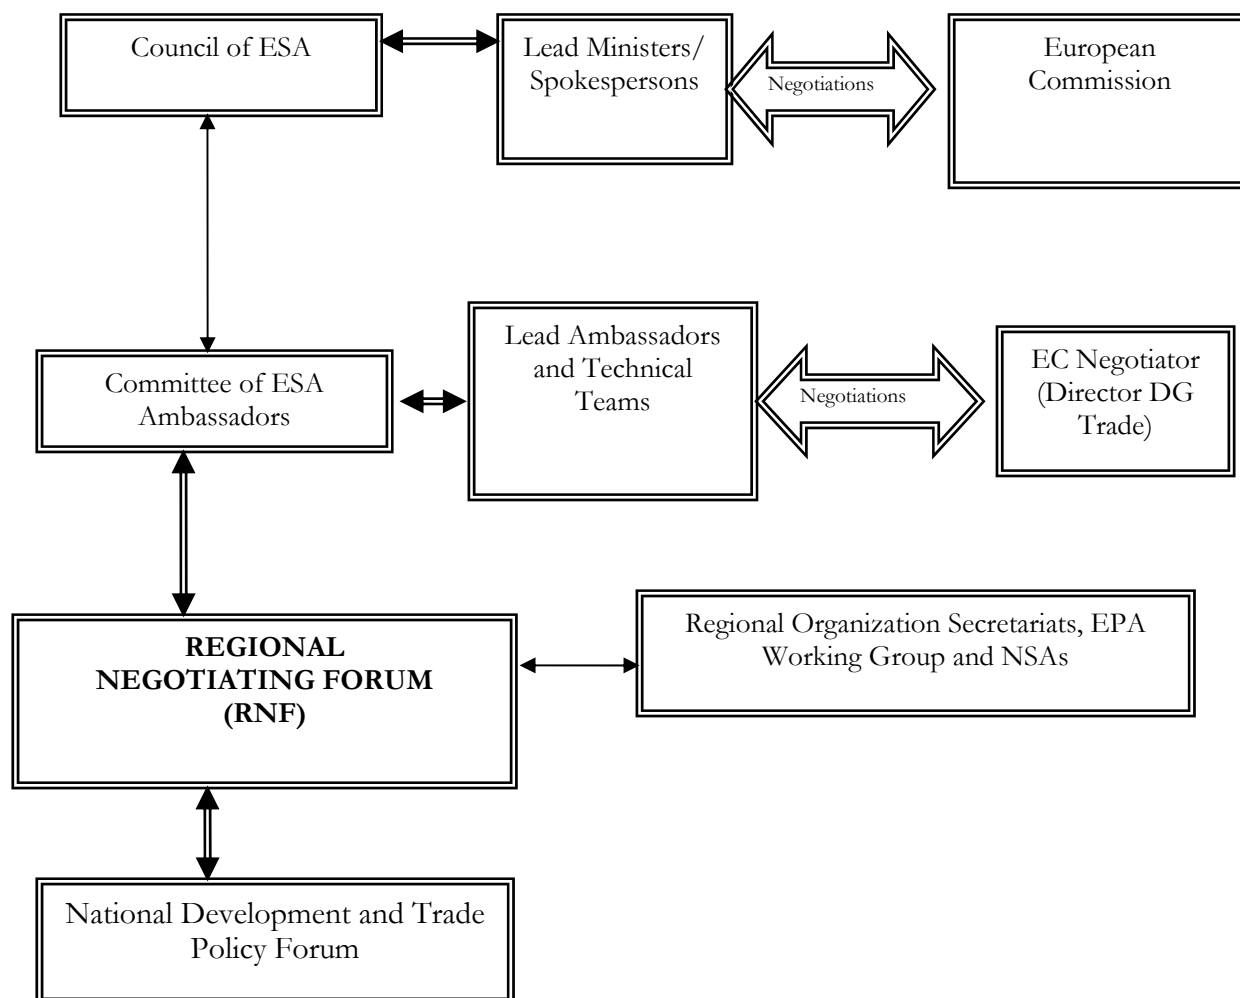 Council of ESA
Lead Ministers/
Spokespersons
Negotiations
European
Commission
Committee of ESA
Ambassadors
Lead Ambassadors
and Technical
Teams
Negotiations
EC Negotiator
(Director DG
Trade)
REGIONAL
NEGOTIATING FORUM
(RNF)
Regional Organization Secretariats, EPA
Working Group and NSAs
National Development and Trade
Policy Forum